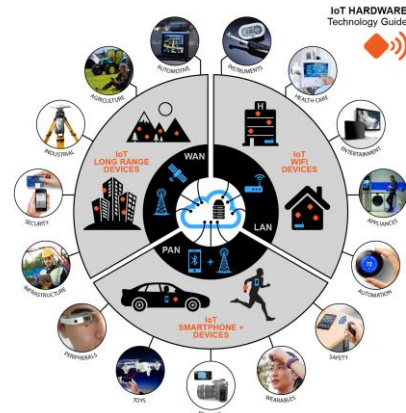 IoT HARDWARE
Technology Guide
AUTOMOTIVE
INSTRUMENTS
AGRICULTURE
HEALTH CARE
INDUSTRIAL
ENTERTAINMENT
H
IoT
LONG RANGE
DEVICES
WAN
IoT
WIFI
DEVICES
SECURITY
APPLIANCES
LAN
PAN
INFRASTRUCTURE
AUTOMATION
IoT
SMARTPHONE +
DEVICES
PERIPHERALS
SAFETY
TOYS
WEARABLES